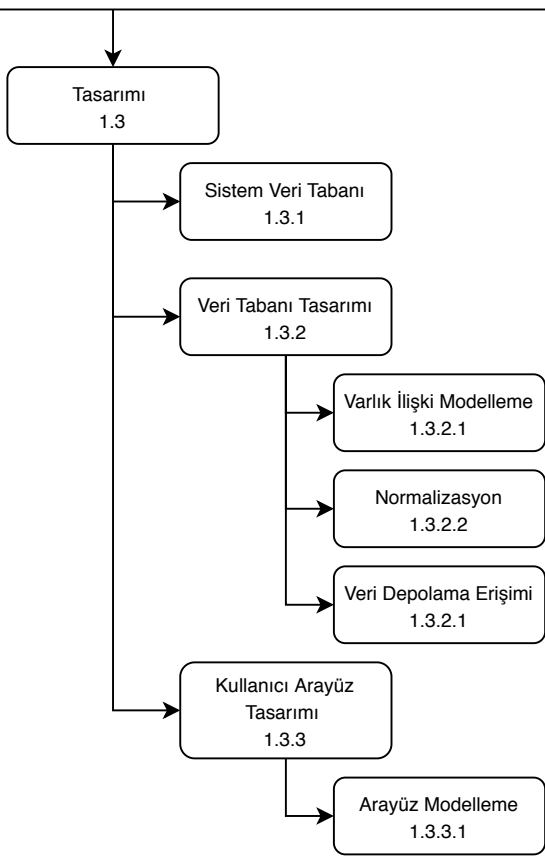 Tasarımı
1.3
Sistem Veri Tabanı
1.3.1
Veri Tabanı Tasarımı
1.3.2
Varlık İlişki Modelleme
1.3.2.1
Normalizasyon
1.3.2.2
Veri Depolama Erişimi
1.3.2.1
Kullanıcı Arayüz
Tasarımı
1.3.3
Arayüz Modelleme
1.3.3.1